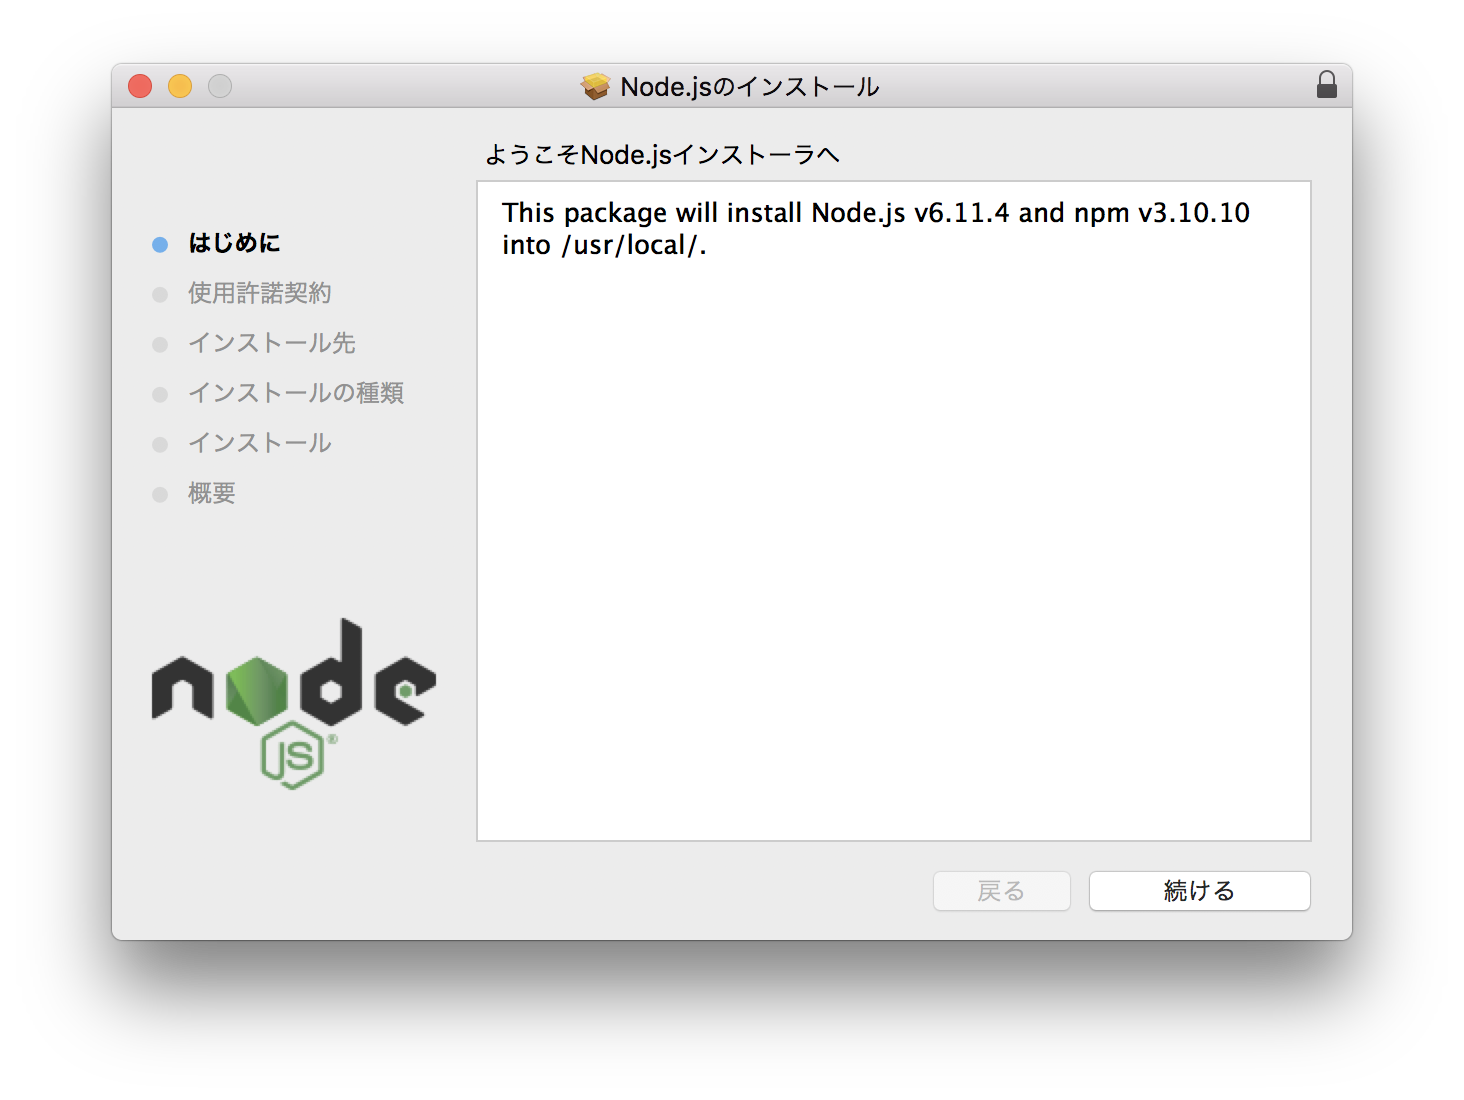 Node.jsのインストール
ようこそNode.jsインストーラへ
はじめに
使用許諾契約
インストール先
インストールの種類
インストール
概要
This package will install Node.js v6.11.4 and npm v3.10.10
into /usr/local/.
node
JS®
戻る
続ける